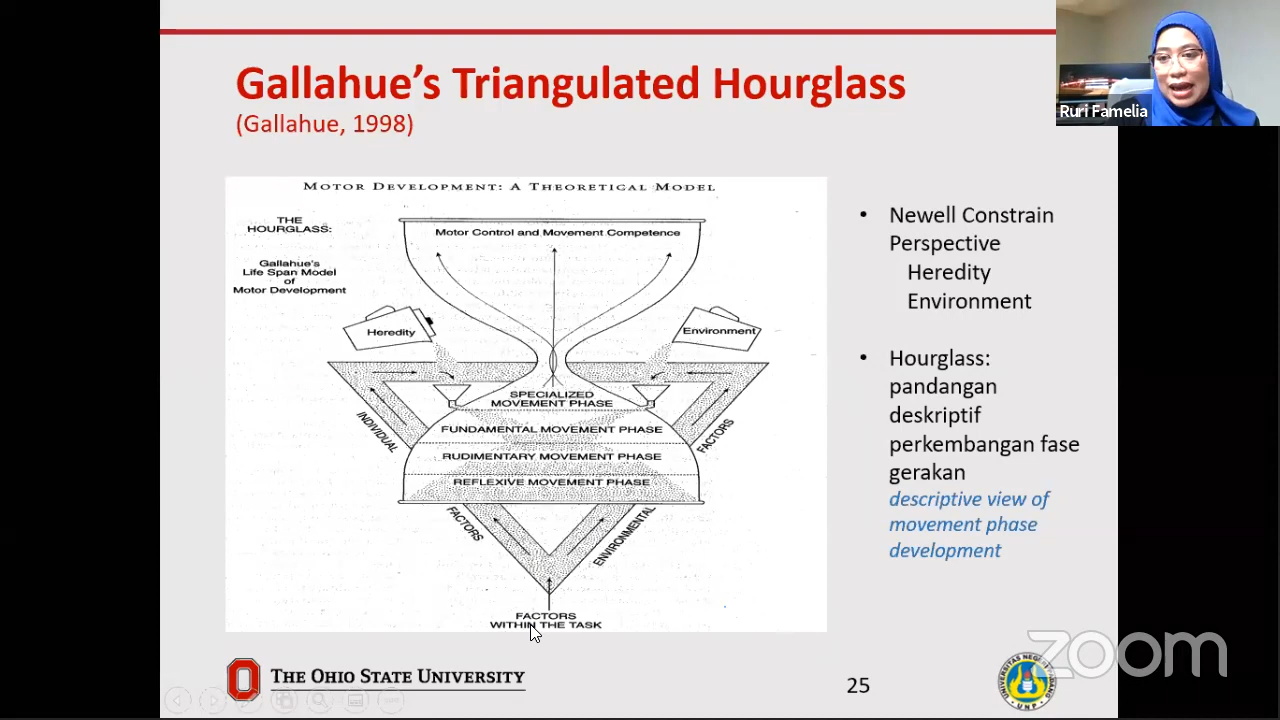 Gallahue's Triangulated Hourglass
(Gallahue, 1998)
Ruri Famelia
MOTOR DEVELOPMENT: A THEORETICAL MODEL
THE
HOURGLASS:
Gallahue's
Life Span Model
of
Motor Development
Motor Control and Movement Competence
Heredity
Environment
SPECIALIZED
MOVEMENT PHASE
FUNDAMENTAL MOVEMENT PHASE
RUDIMENTARY MOVEMENT PHASE
REFLEXIVE MOVEMENT PHASE
INDIVIDUAL
FACTORS
FACTORS
ENVIRONMENTAL
FACTORS
WITHIN THE TASK
• Newell Constrain
Perspective
Heredity
Environment
• Hourglass:
pandangan
deskriptif
perkembangan fase
gerakan
descriptive view of
movement phase
development
THE OHIO STATE UNIVERSITY
25
UNP
zoom